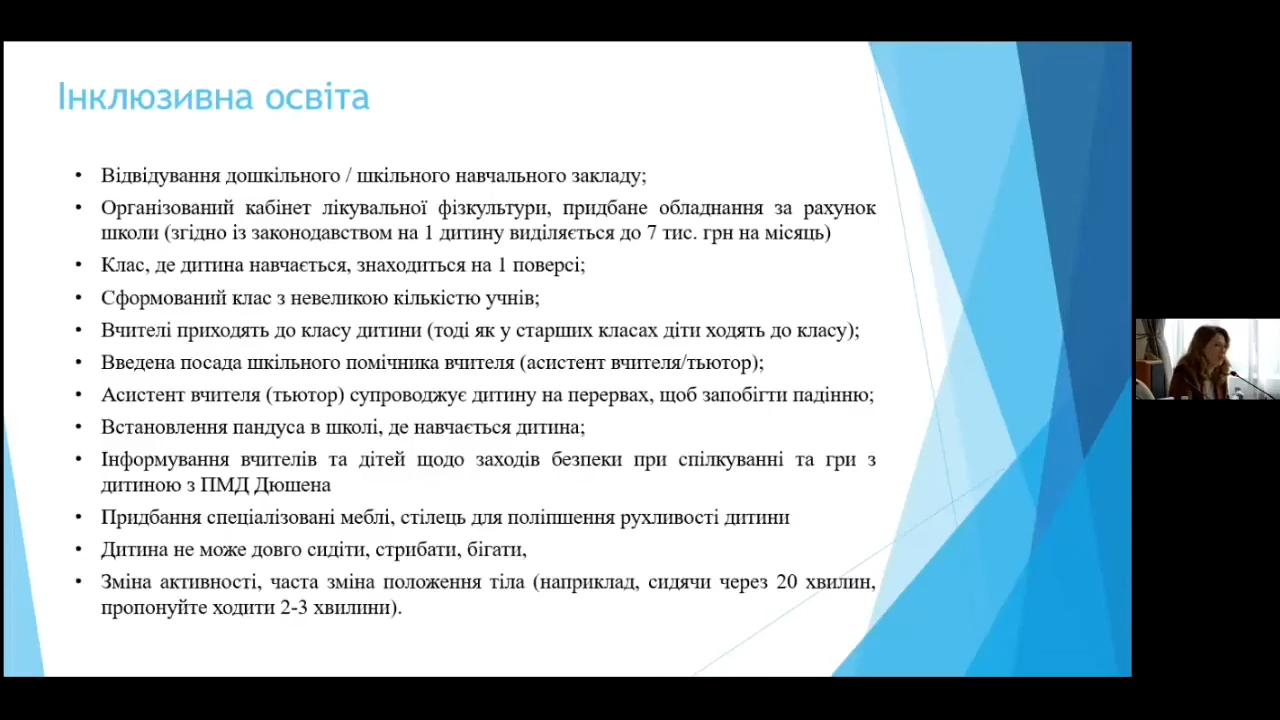 Інклюзивна освіта
• Відвідування дошкільного / шкільного навчального закладу;
• Організований кабінет лікувальної фізкультури, придбане обладнання за рахунок
школи (згідно із законодавством на 1 дитину виділяється до 7 тис. грн на місяць)
• Клас, де дитина навчається, знаходиться на 1 поверсі;
• Сформований клас з невеликою кількістю учнів;
• Вчителі приходять до класу дитини (тоді як у старших класах діти ходять до класу);
• Введена посада шкільного помічника вчителя (асистент вчителя/тьютор);
• Асистент вчителя (тьютор) супроводжує дитину на перервах, щоб запобігти падінню;
• Встановлення пандуса в школі, де навчається дитина;
• Інформування вчителів та дітей щодо заходів безпеки при спілкуванні та гри з
дитиною з ПМД Дюшена
• Придбання спеціалізовані меблі, стілець для поліпшення рухливості дитини
• Дитина не може довго сидіти, стрибати, бігати,
• Зміна активності, часта зміна положення тіла (наприклад, сидячи через 20 хвилин,
пропонуйте ходити 2-3 хвилини).